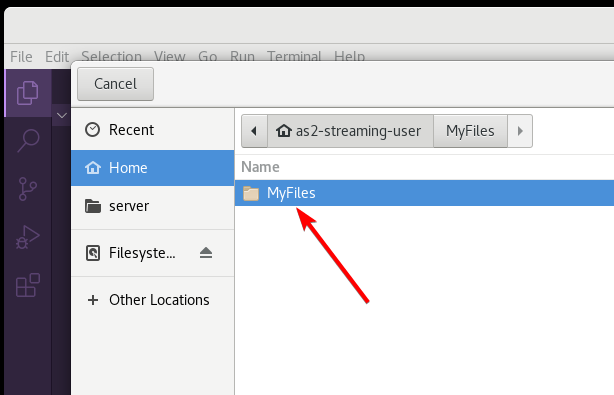 File Edit Selection View Go Run Terminal Help
Cancel
Recent
Home
server
Filesyste...
Other Locations
as2-streaming-user MyFiles
Name
MyFiles